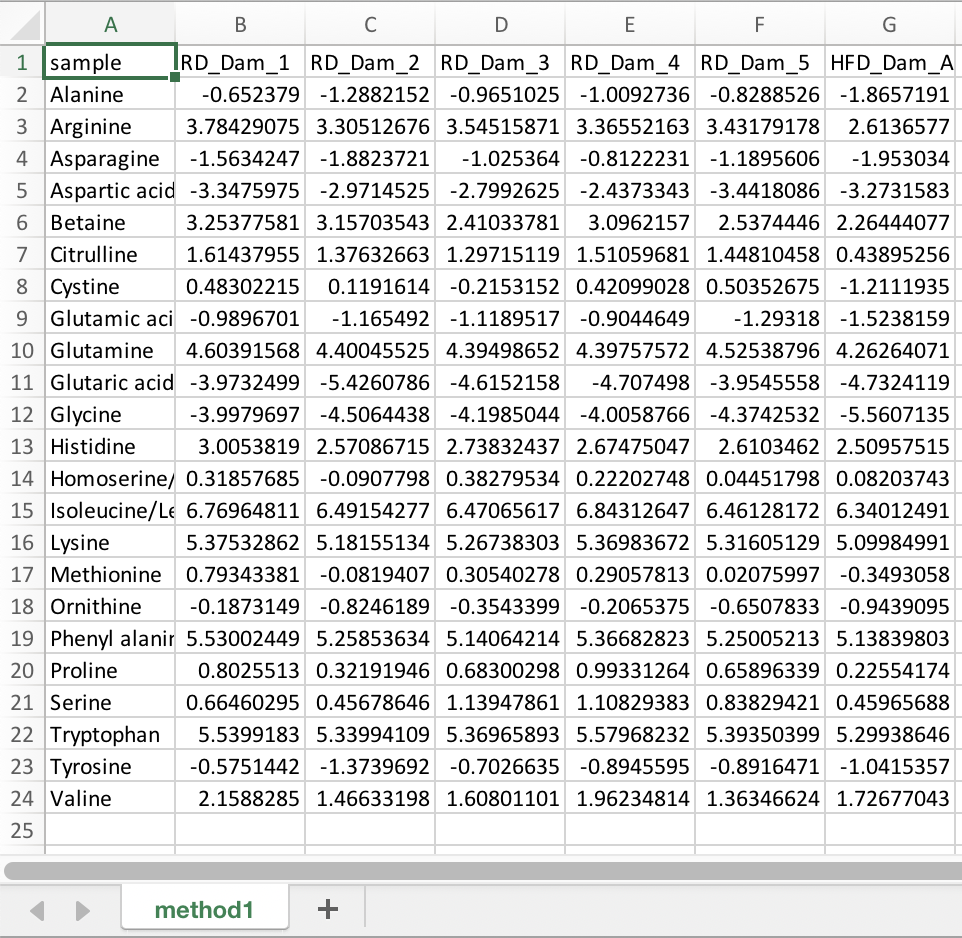 A B C D E F G
1 sample RD_Dam_1 RD_Dam_2 RD_Dam_3 RD_Dam_4 RD_Dam_5 HFD_Dam_A
2 Alanine -0.652379 -1.2882152 -0.9651025 -1.0092736 -0.8288526 -1.8657191
3 Arginine 3.78429075 3.30512676 3.54515871 3.36552163 3.43179178 2.6136577
4 Asparagine -1.5634247 -1.8823721 -1.025364 -0.8122231 -1.1895606 -1.953034
5 Aspartic acid -3.3475975 -2.9714525 -2.7992625 -2.4373343 -3.4418086 -3.2731583
6 Betaine 3.25377581 3.15703543 2.41033781 3.0962157 2.5374446 2.26444077
7 Citrulline 1.61437955 1.37632663 1.29715119 1.51059681 1.44810458 0.43895256
8 Cystine 0.48302215 0.1191614 -0.2153152 0.42099028 0.50352675 -1.2111935
9 Glutamic aci -0.9896701 -1.165492 -1.1189517 -0.9044649 -1.29318 -1.5238159
10 Glutamine 4.60391568 4.40045525 4.39498652 4.39757572 4.52538796 4.26264071
11 Glutaric acid -3.9732499 -5.4260786 -4.6152158 -4.707498 -3.9545558 -4.7324119
12 Glycine -3.9979697 -4.5064438 -4.1985044 -4.0058766 -4.3742532 -5.5607135
13 Histidine 3.0053819 2.57086715 2.73832437 2.67475047 2.6103462 2.50957515
14 Homoserine/ 0.31857685 -0.0907798 0.38279534 0.22202748 0.04451798 0.08203743
15 Isoleucine/Le 6.76964811 6.49154277 6.47065617 6.84312647 6.46128172 6.34012491
16 Lysine 5.37532862 5.18155134 5.26738303 5.36983672 5.31605129 5.09984991
17 Methionine 0.79343381 -0.0819407 0.30540278 0.29057813 0.02075997 -0.3493058
18 Ornithine -0.1873149 -0.8246189 -0.3543399 -0.2065375 -0.6507833 -0.9439095
19 Phenyl alanir 5.53002449 5.25853634 5.14064214 5.36682823 5.25005213 5.13839803
20 Proline 0.8025513 0.32191946 0.68300298 0.99331264 0.65896339 0.22554174
21 Serine 0.66460295 0.45678646 1.13947861 1.10829383 0.83829421 0.45965688
22 Tryptophan 5.5399183 5.33994109 5.36965893 5.57968232 5.39350399 5.29938646
23 Tyrosine -0.5751442 -1.3739692 -0.7026635 -0.8945595 -0.8916471 -1.0415357
24 Valine 2.1588285 1.46633198 1.60801101 1.96234814 1.36346624 1.72677043
25
method1 +